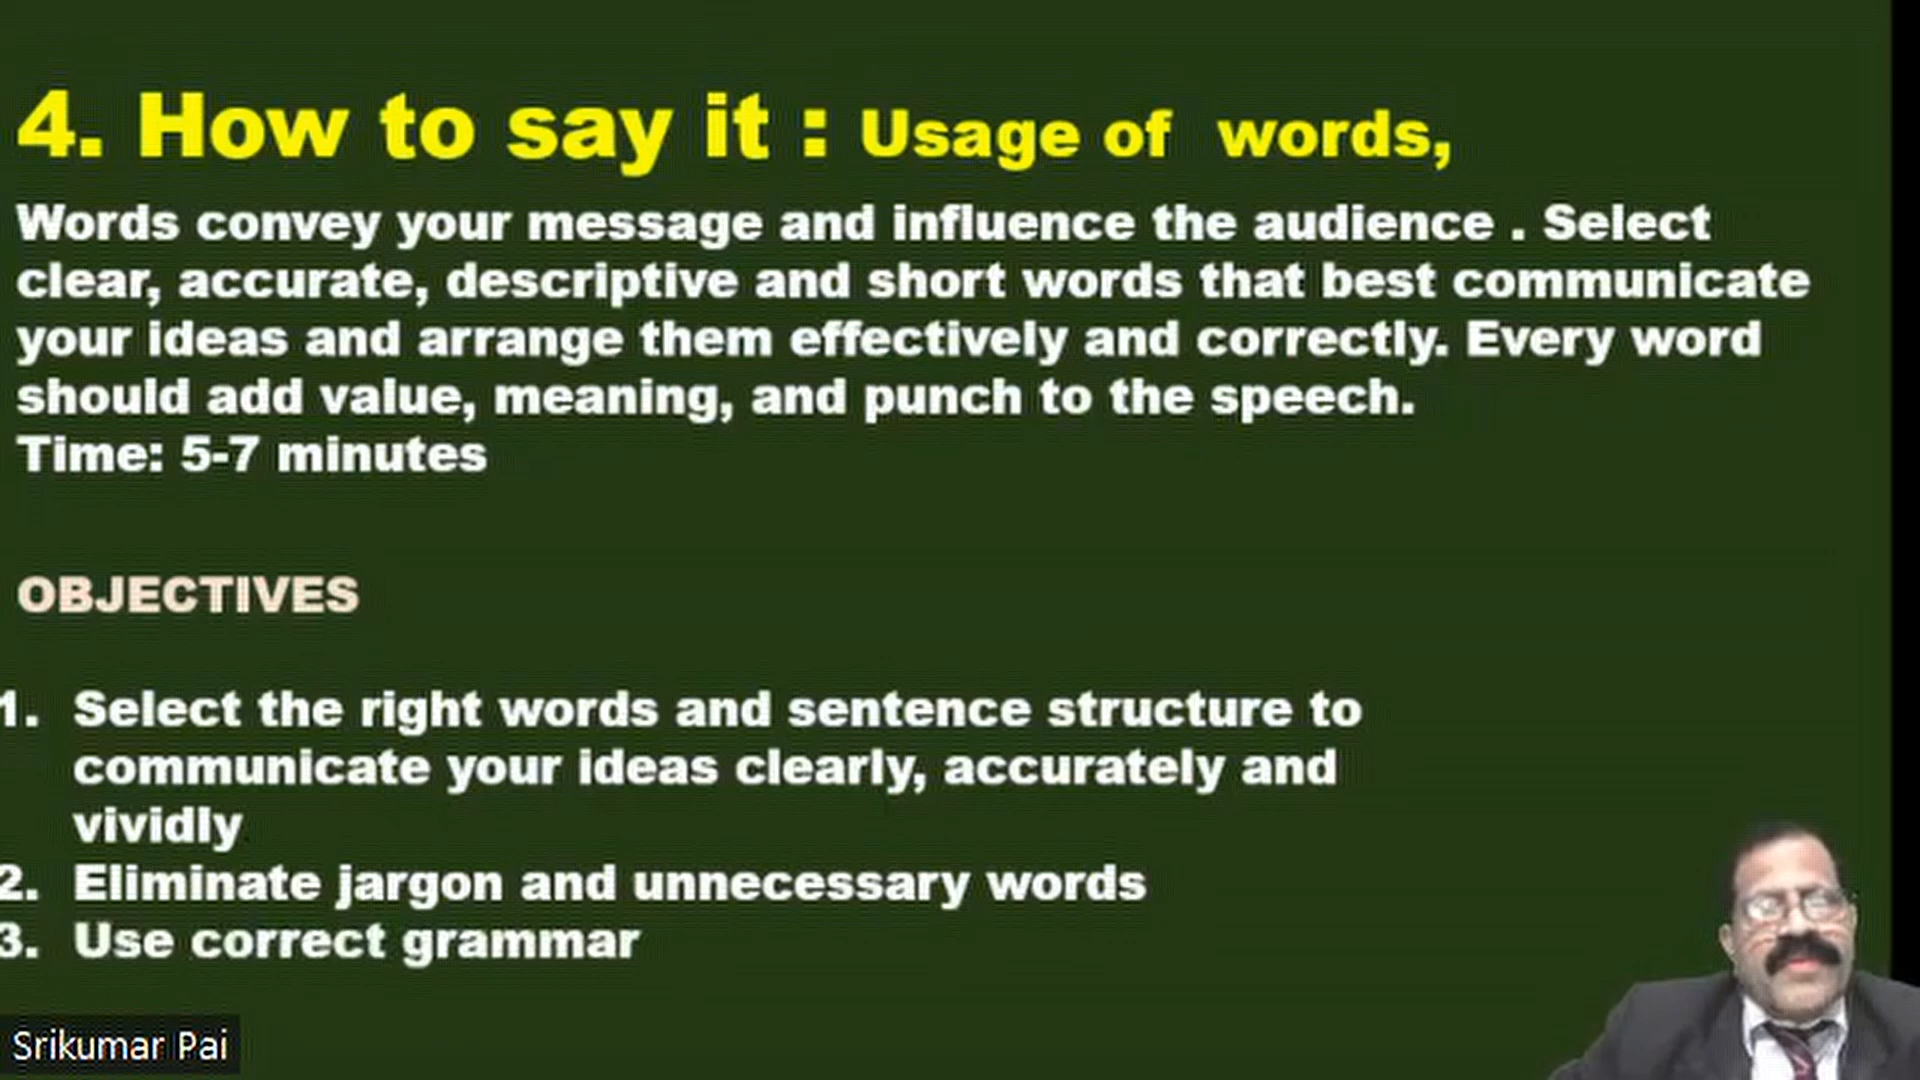 4. How to say it : Usage of words,
Words convey your message and influence the audience . Select
clear, accurate, descriptive and short words that best communicate
your ideas and arrange them effectively and correctly. Every word
should add value, meaning, and punch to the speech.
Time: 5-7 minutes
OBJECTIVES
1. Select the right words and sentence structure to
communicate your ideas clearly, accurately and
vividly
2. Eliminate jargon and unnecessary words
3. Use correct grammar
Srikumar Pai